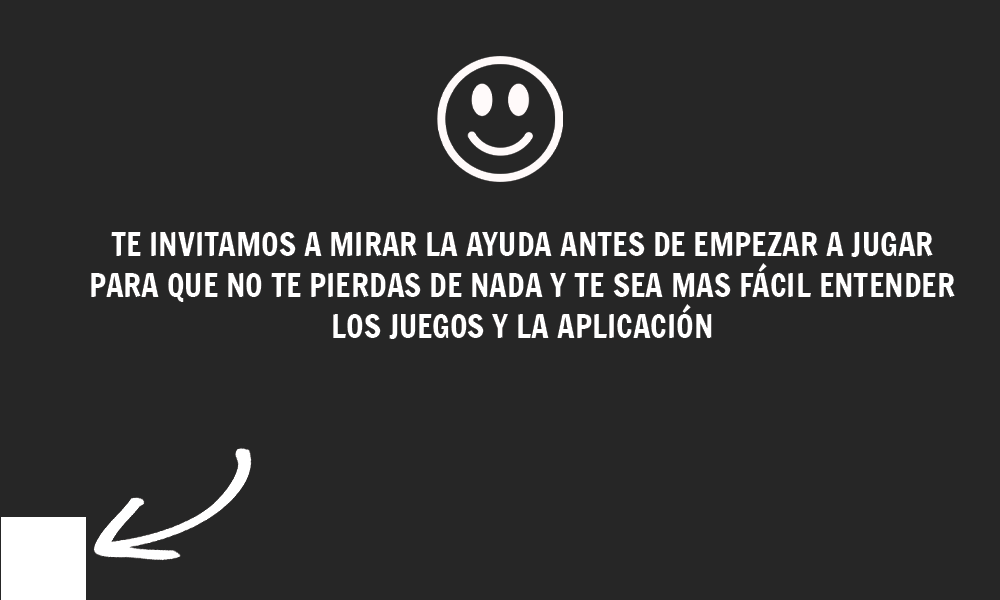 TE INVITAMOS A MIRAR LA AYUDA ANTES DE EMPEZAR A JUGAR
PARA QUE NO TE PIERDAS DE NADA Y TE SEA MAS FÁCIL ENTENDER
LOS JUEGOS Y LA APLICACIÓN